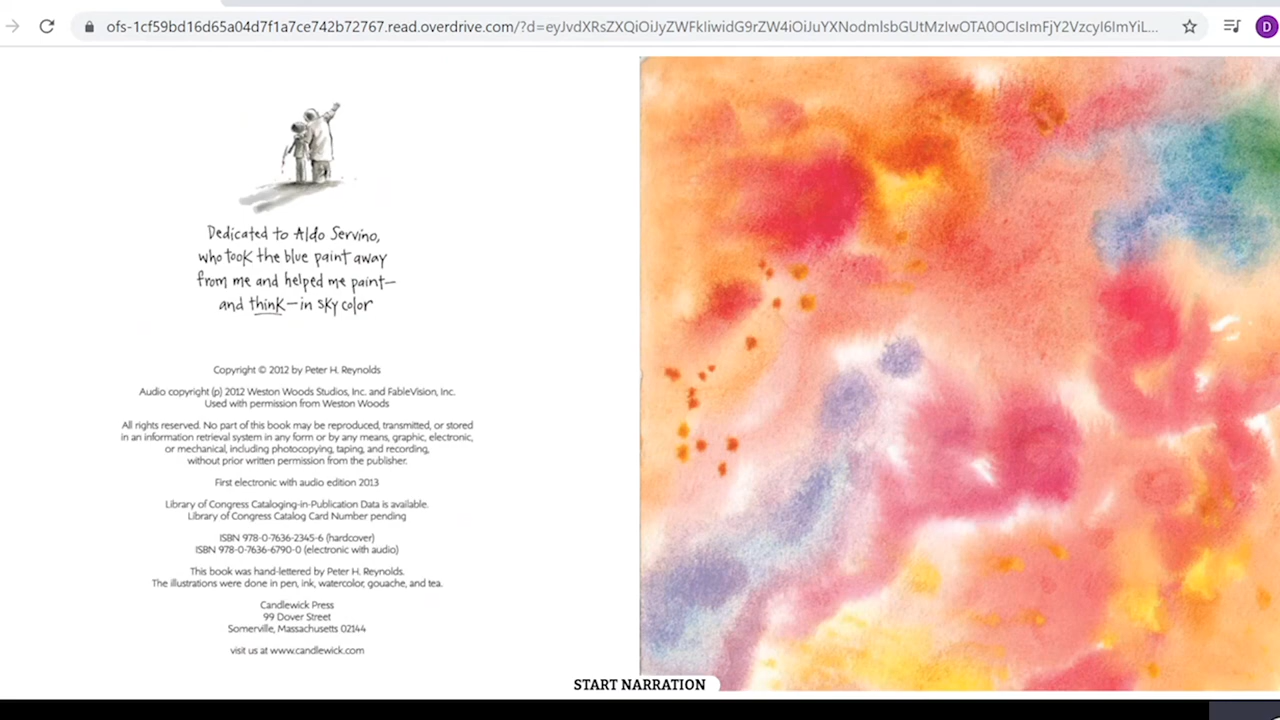 ofs-1cf59bd16d65a04d7f1a7ce742b72767.read.overdrive.com/?d=eyJvdXRsZXQiOiJyZWFkIiwidG9rZW4iOiJuYXNodmlsbGUtMzIwOTA0OCIsImFjY2VzcyI6ImYiL...
D
Dedicated to Aldo Servino,
who took the blue paint away
from me and helped me paint—
and think—in sky color
Copyright © 2012 by Peter H. Reynolds
Audio copyright (p) 2012 Weston Woods Studios, Inc. and FableVision, Inc.
Used with permission from Weston Woods
All rights reserved. No part of this book may be reproduced, transmitted, or stored
in an information retrieval system in any form or by any means, graphic, electronic,
or mechanical, including photocopying, taping, and recording,
without prior written permission from the publisher.
First electronic with audio edition 2013
Library of Congress Cataloging-in-Publication Data is available.
Library of Congress Catalog Card Number pending
ISBN 978-0-7636-2345-6 (hardcover)
ISBN 978-0-7636-6790-0 (electronic with audio)
This book was hand-lettered by Peter H. Reynolds.
The illustrations were done in pen, ink, watercolor, gouache, and tea.
Candlewick Press
99 Dover Street
Somerville, Massachusetts 02144
visit us at www.candlewick.com
START NARRATION